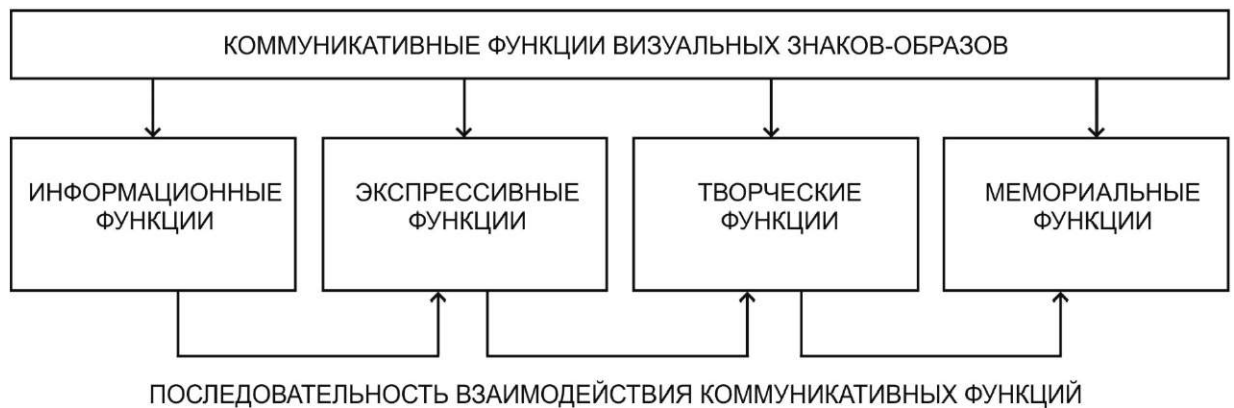 КОММУНИКАТИВНЫЕ ФУНКЦИИ ВИЗУАЛЬНЫХ ЗНАКОВ-ОБРАЗОВ
ИНФОРМАЦИОННЫЕ
ФУНКЦИИ
ЭКСПРЕССИВНЫЕ
ФУНКЦИИ
ТВОРЧЕСКИЕ
ФУНКЦИИ
МЕМОРИАЛЬНЫЕ
ФУНКЦИИ
ПОСЛЕДОВАТЕЛЬНОСТЬ ВЗАИМОДЕЙСТВИЯ КОММУНИКАТИВНЫХ ФУНКЦИЙ